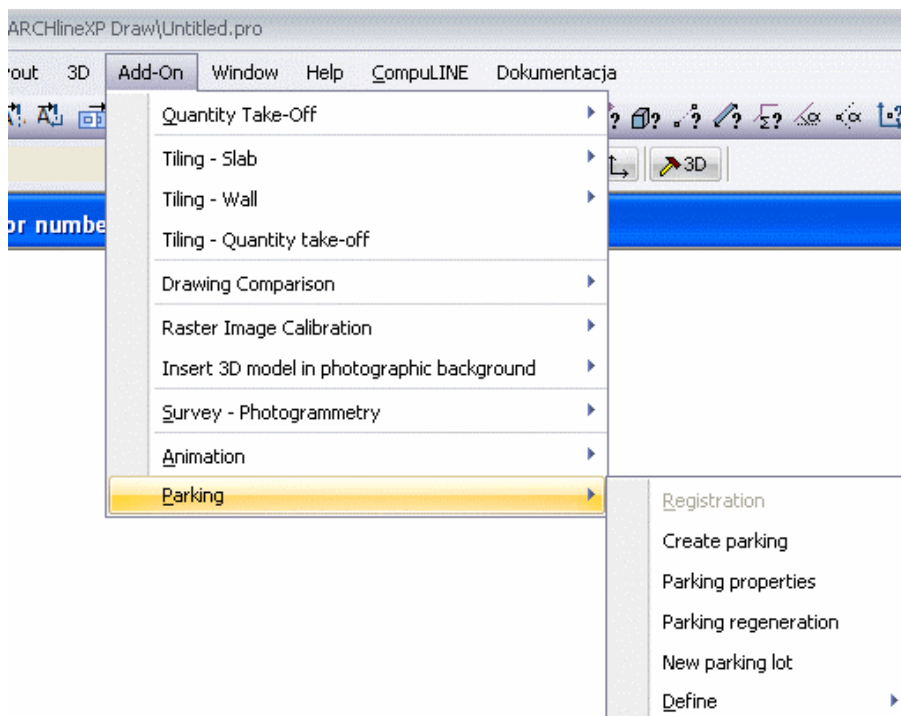 ARCHlineXP Draw\Untitled.pro
out 3D Add-On Window Help CompuLINE Dokumentacja
Quantity Take-Off
Tiling - Slab
3D
Tiling - Wall
or numbe
Tiling - Quantity take-off
Drawing Comparison
Raster Image Calibration
Insert 3D model in photographic background
Survey - Photogrammetry
Animation
Parking
Registration
Create parking
Parking properties
Parking regeneration
New parking lot
Define